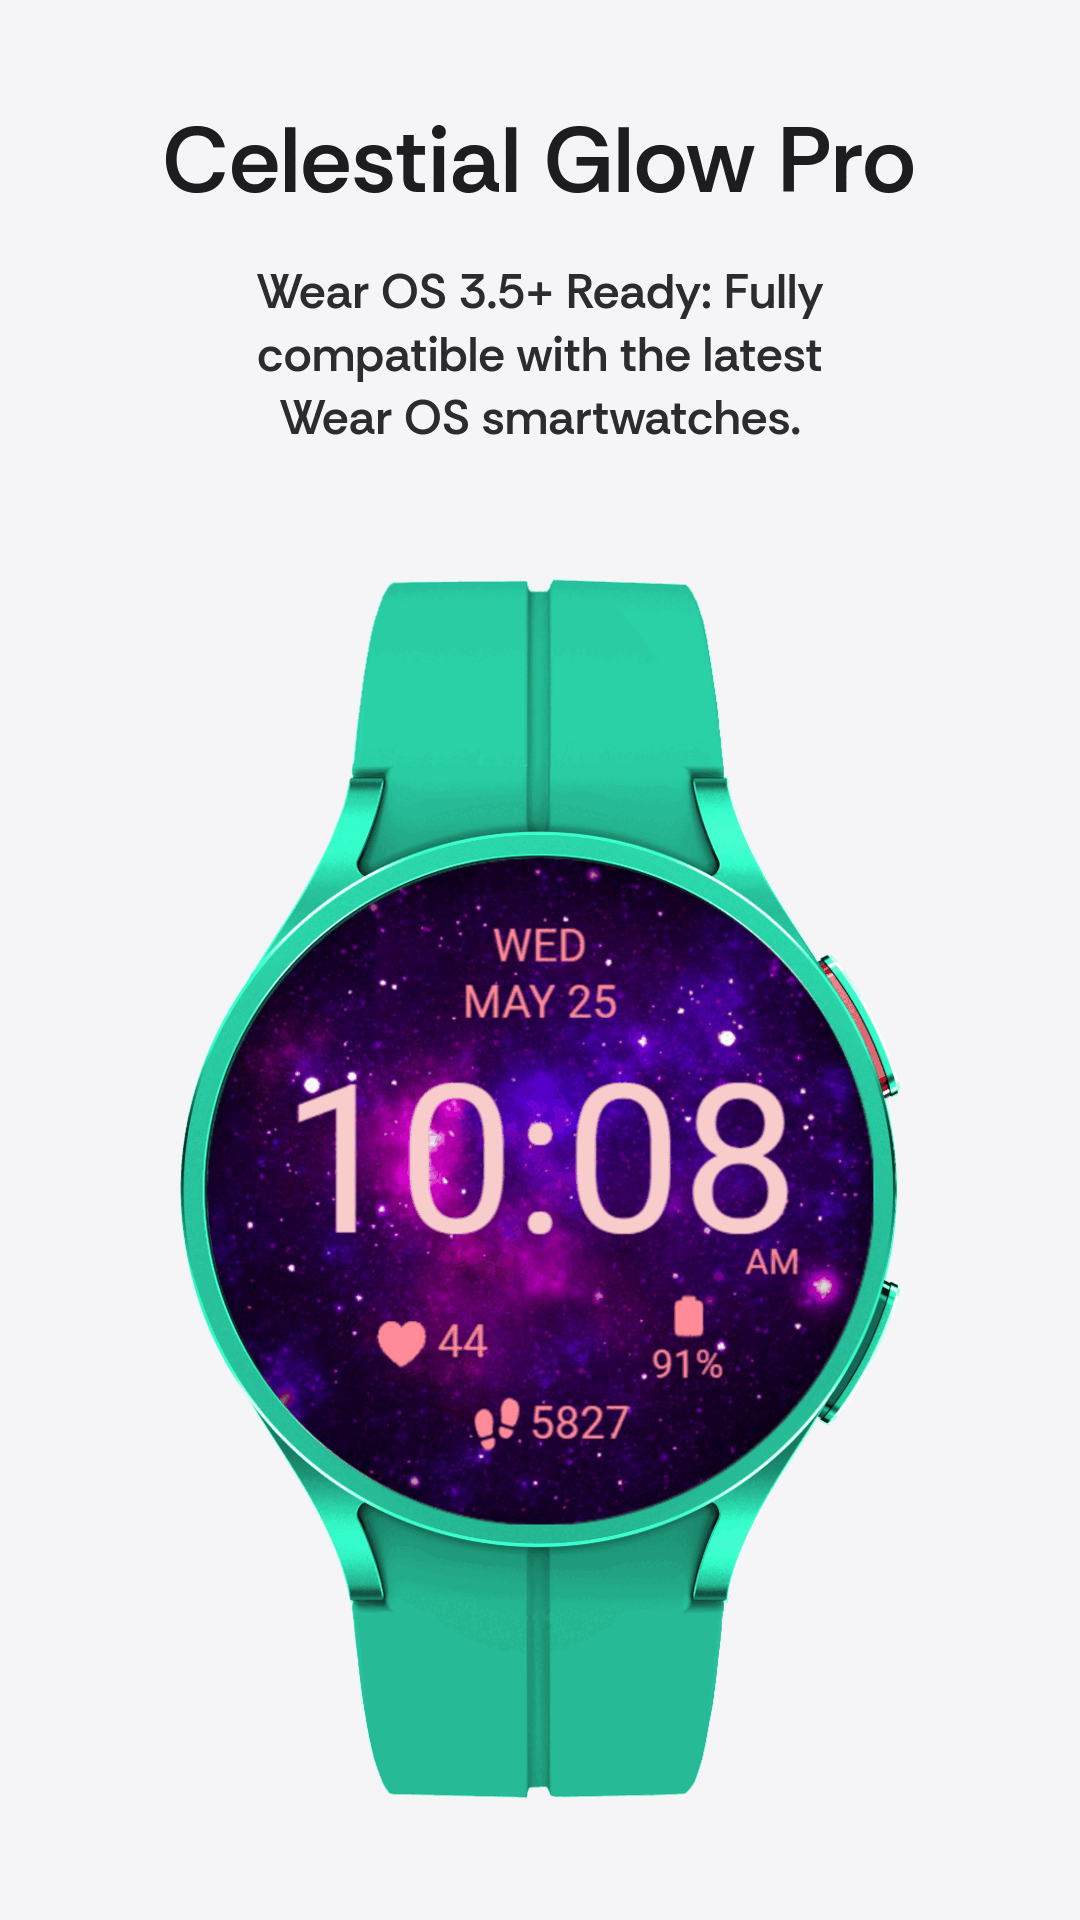 Celestial Glow Pro
Wear OS 3.5+ Ready: Fully
compatible with the latest
Wear OS smartwatches.
WED
MAY 25
10:08
AM
44
91%
5827